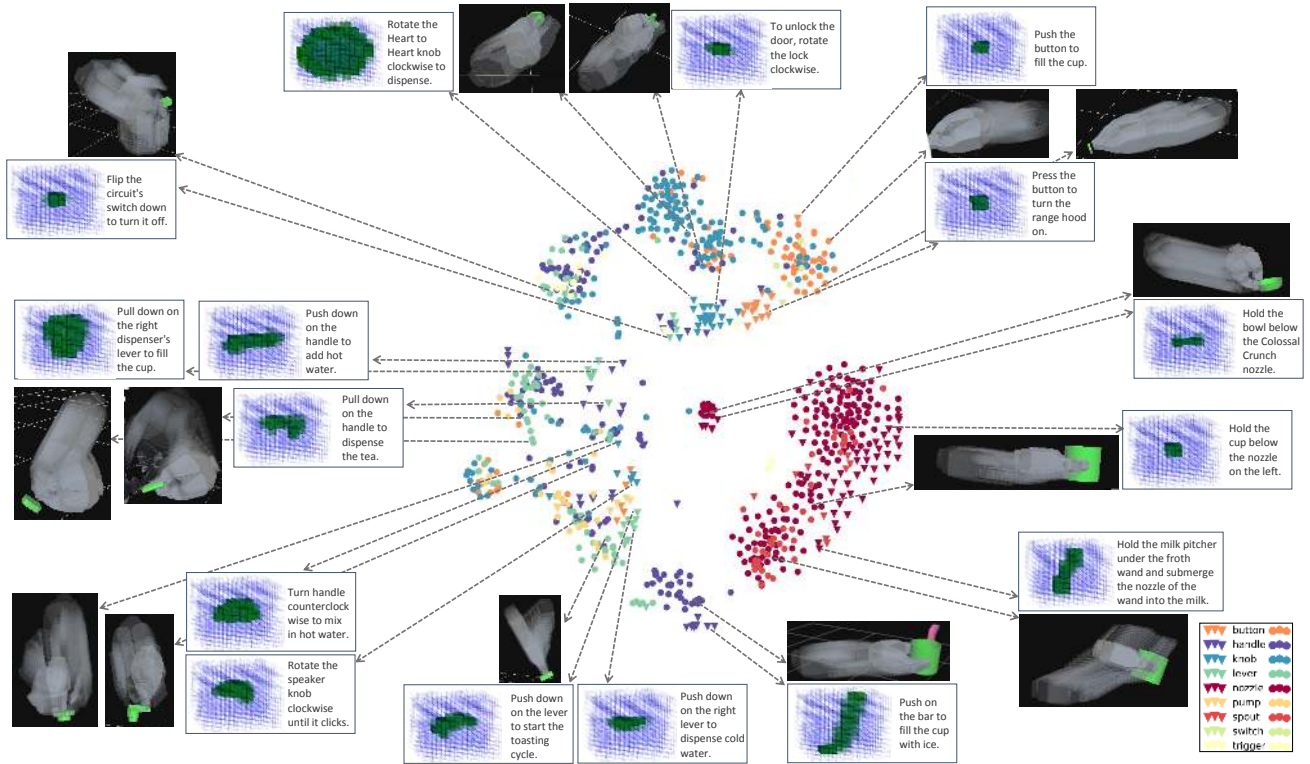 Rotate the
Heart to
Heart knob
clockwise to
dispense.
To unlock the
door, rotate
the lock
clockwise.
Push the
button to
fill the cup.
Flip the
circuit's
switch down
to turn it off.
Press the
button to
turn the
range hood
on.
Pull down on
the right
dispenser's
lever to fill
the cup.
Push down
on the
handle to
add hot
water.
Hold the
bowl below
the Colossal
Crunch
nozzle.
Pull down
on the
handle to
dispense
the tea.
Hold the
cup below
the nozzle
on the left.
Turn handle
counterclock
wise to mix
in hot water.
Rotate the
speaker
knob
clockwise
until it clicks.
Push down
on the lever
to start the
toasting
cycle.
Push down
on the right
lever to
dispense cold
water.
Push on
the bar to
fill the cup
with ice.
Hold the milk pitcher
under the froth
wand and submerge
the nozzle of the
wand into the milk.
button
handle
knob
lever
nozzle
pump
spout
switch
trigger